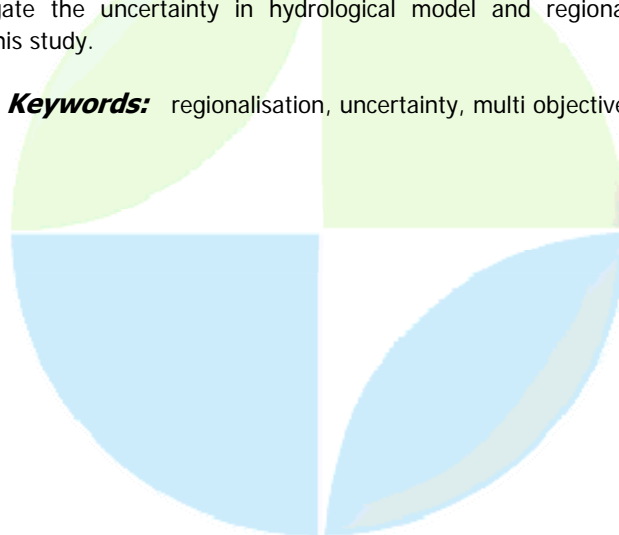 gate the uncertainty in hydrological model and regiona
his study.
Keywords: regionalisation, uncertainty, multi objective